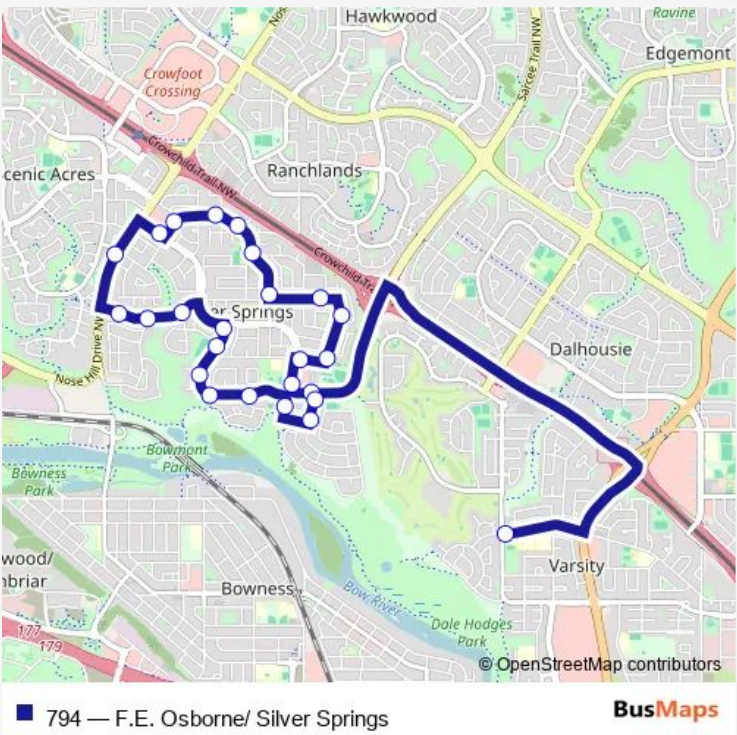 Hawkwood
Ravine
Nos
Sarcee Trail NW
Edgemont
Crowfoot
Crossing
Crowchild Trail NW
cenic Acres
Ranchlands
Crowchild Tr
er Springs
Dalhousie
Nose Hill Drive NW
Bowmont
Park
Bowness
Park
wood/
nbriar
Bowness
Bow River
Varsity
Dale Hodges
Park
177
179
© OpenStreetMap contributors
794 — F.E. Osborne/ Silver Springs
BusMaps